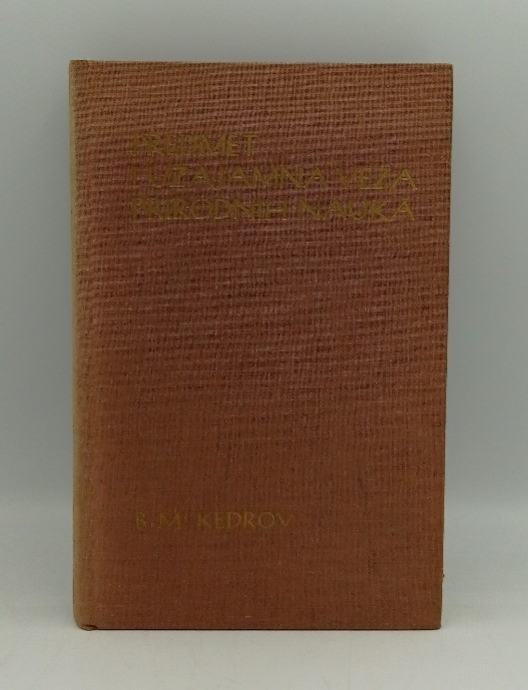 PREDMET
I UZAJAMNA VEZA
PRIRODNIH NAUKA
B. M. KEDROV